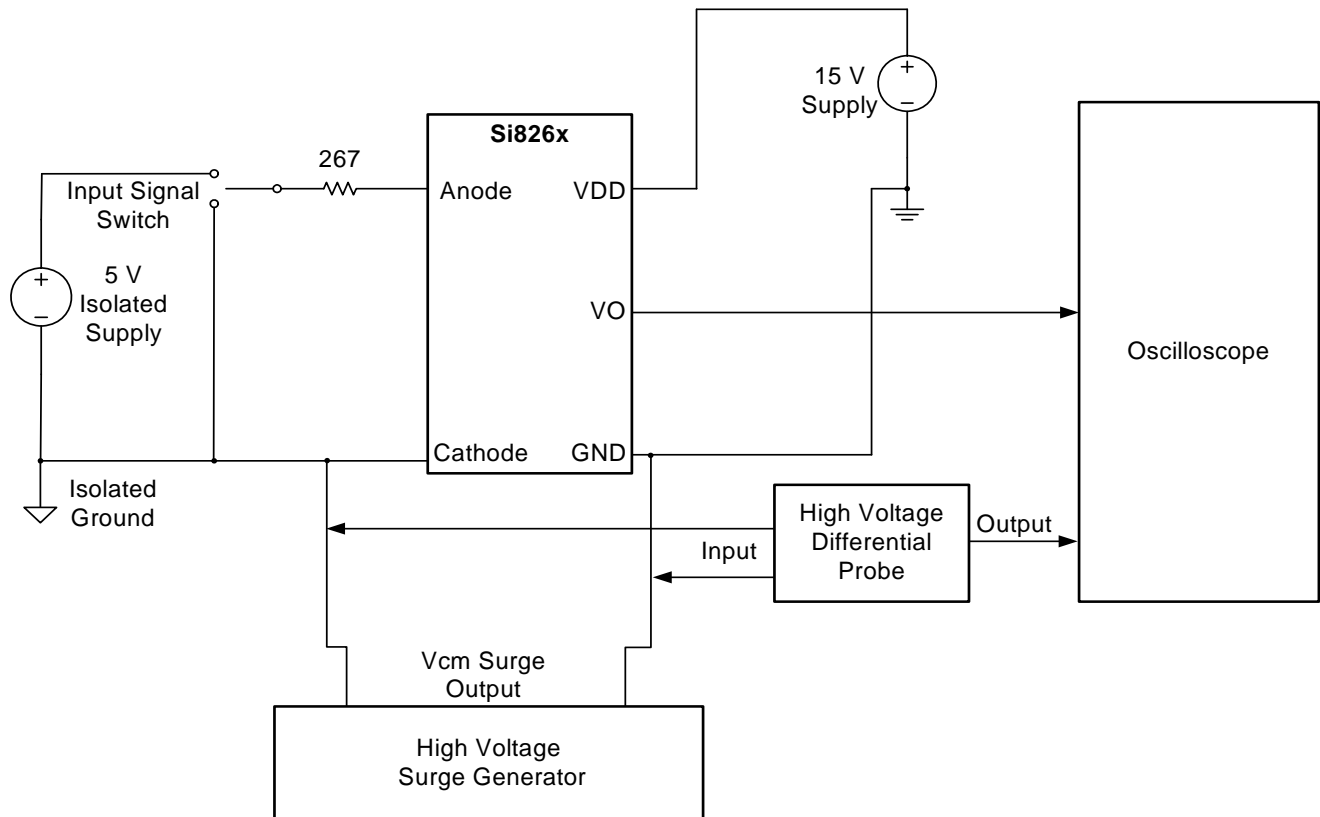 15 V
Supply
Si826x
267
Anode
VDD
Input Signal
Switch
+
5 V
Isolated
Supply
VO
Oscilloscope
Cathode
GND
Isolated
Ground
High Voltage
Differential
Probe
Output
Input
Vcm Surge
Output
High Voltage
Surge Generator